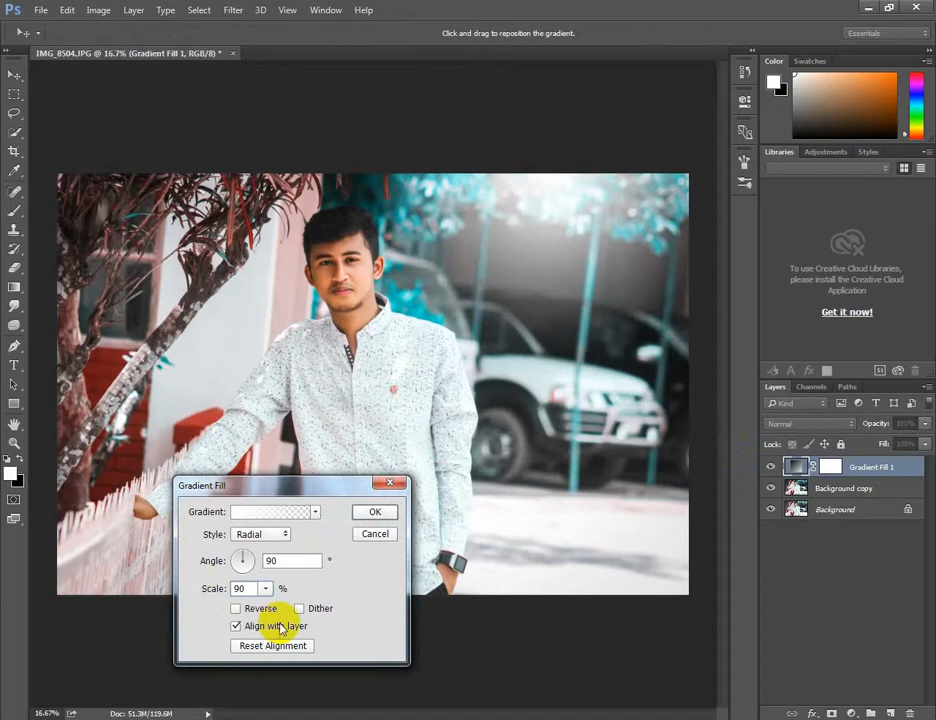 Ps File Edit Image Layer Type Select Filter 3D View Window Help
Click and drag to reposition the gradient.
Essentials
IMG_8504.JPG @ 16.7% (Gradient Fill 1, RGB/8) *
Color Swatches
Libraries Adjustments Styles
To use Creative Cloud Libraries,
please install the Creative Cloud
Application
Get it now!
Layers Channels Paths
Kind
Normal Opacity: 100%
Lock: Fill: 100%
Gradient Fill 1
Background copy
Background
Gradient Fill
Gradient: OK
Style: Radial Cancel
Angle: 90 °
Scale: 90 %
Reverse Dither
Align with layer
Reset Alignment
16.67% Doc: 51.3M/119.6M